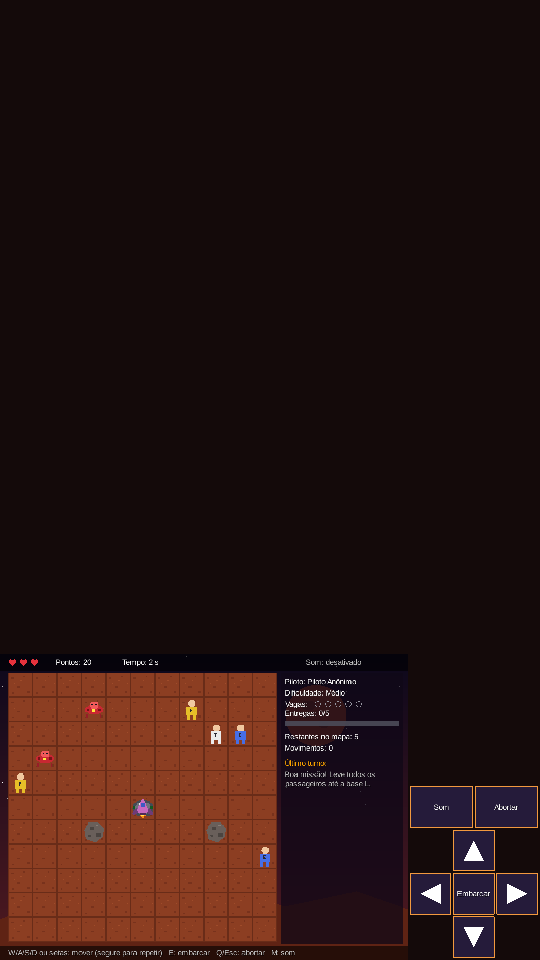 Pontos: 20
Tempo: 2 s
Som: desativado
Piloto: Piloto Anônimo
Dificuldade: Médio
Vagas:
Entregas: 0/5
Restantes no mapa: 5
Movimentos: 0
Último turno:
Boa missão! Leve todos os
passageiros até a base
Som
Abortar
Embarcar
W/A/S/D ou setas: mover (segure para repetir) E: embarcar Q/Esc: abortar M: som